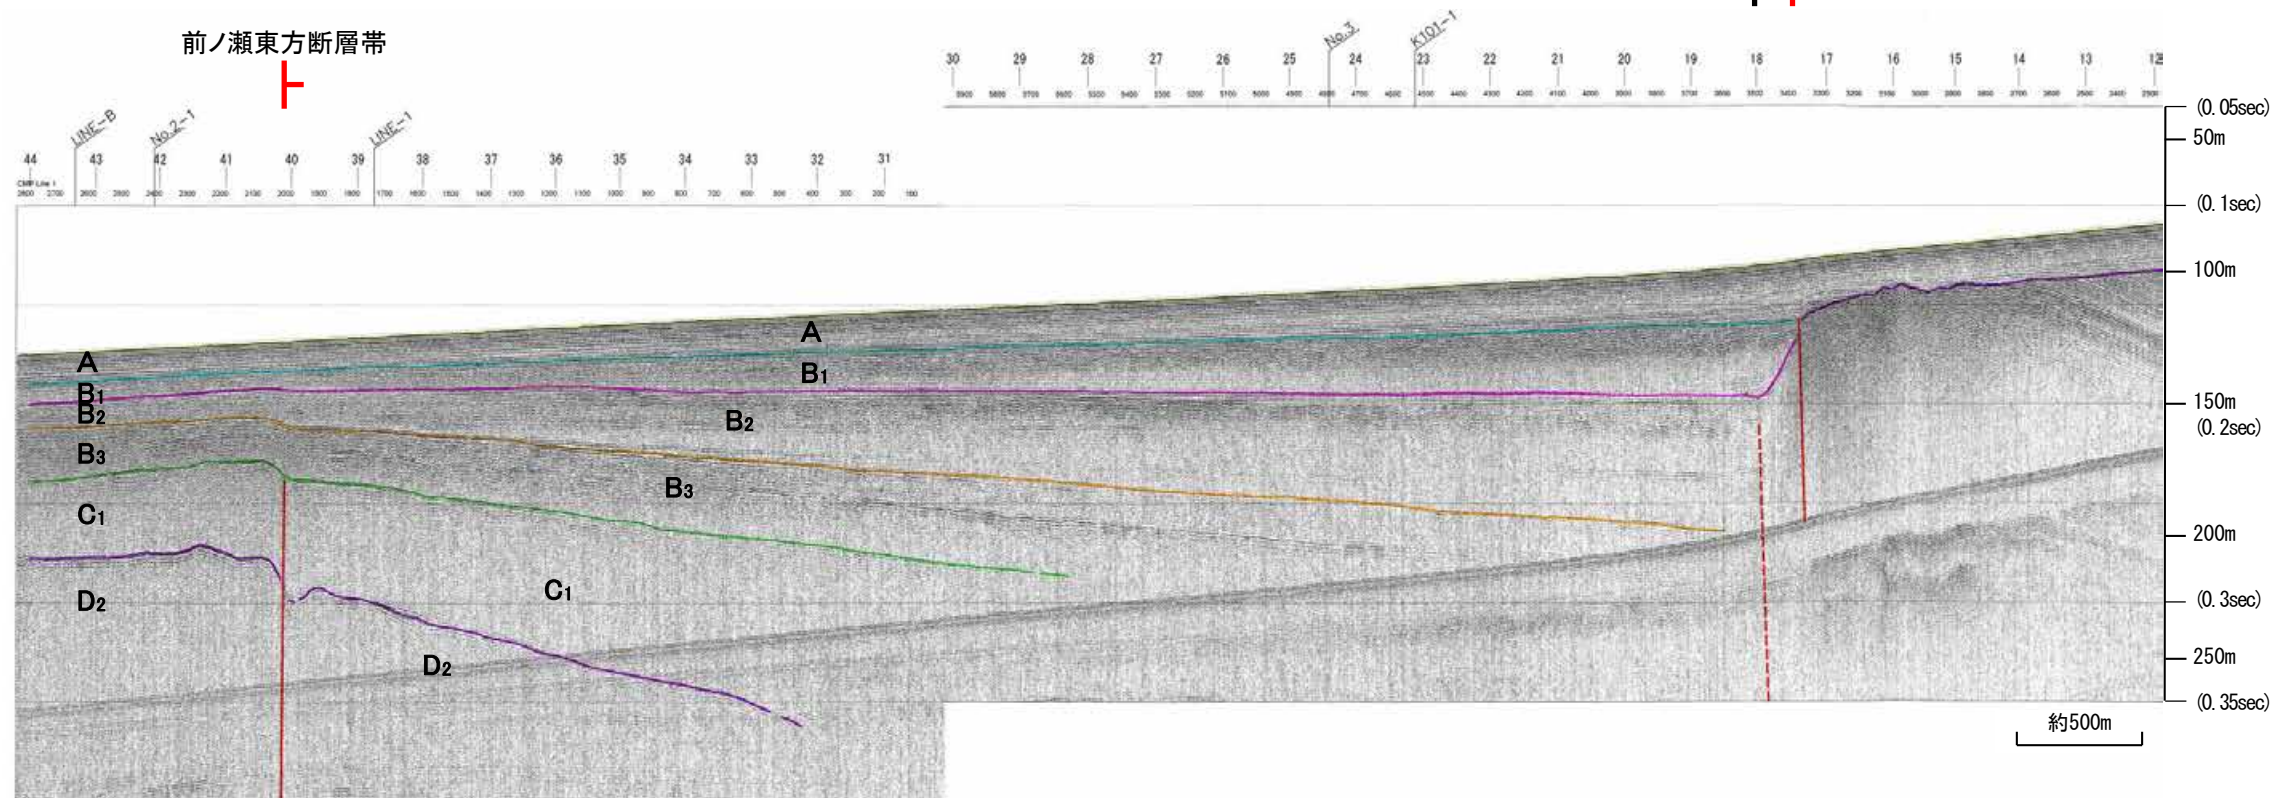 前ノ瀬東方断層帯
No.3
K101-1
30 29 28 27 26 25 24 23 22 21 20 19 18 17 16 15 14 13 12
(0.05sec)
50m
LINE-B
No.2-1
LINE-1
44 43 42 41 40 39 38 37 36 35 34 33 32 31
CMP Line 1
(0.1sec)
100m
A
A
B1
B1
B2
B2
150m
(0.2sec)
B3
B3
C1
200m
C1
D2
(0.3sec)
D2
250m
(0.35sec)
約500m